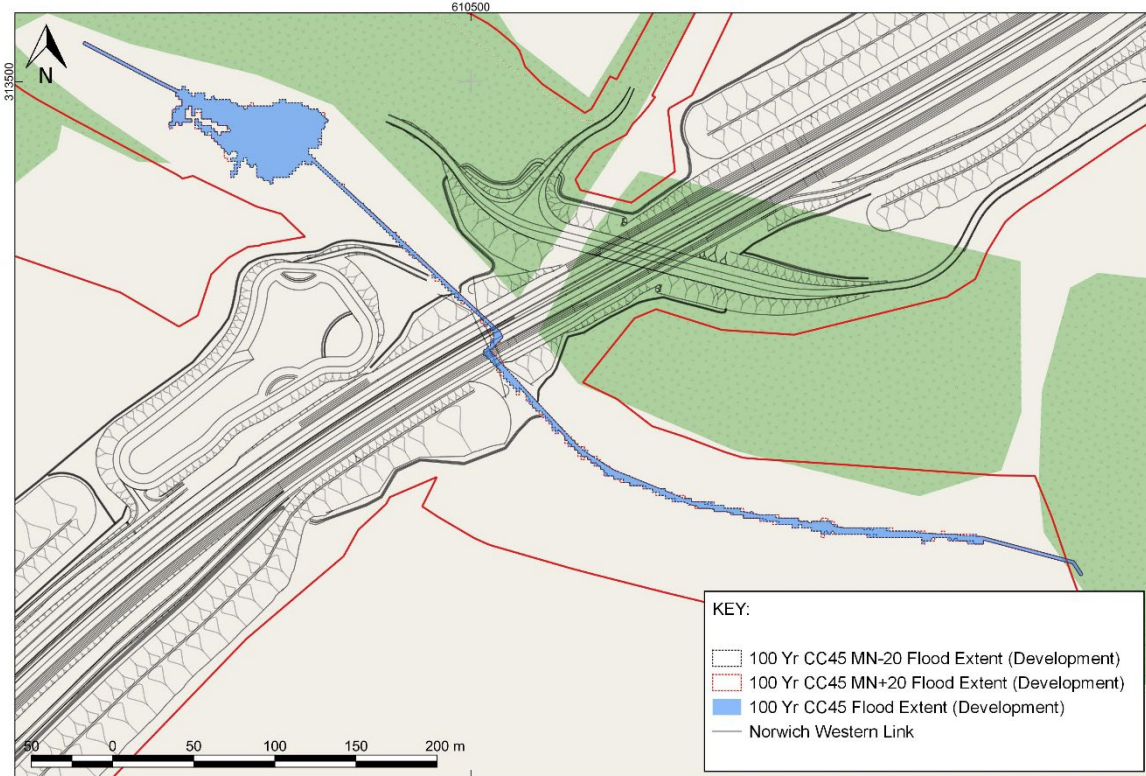 610500
313500
N
KEY:
100 Yr CC45 MN-20 Flood Extent (Development)
100 Yr CC45 MN+20 Flood Extent (Development)
100 Yr CC45 Flood Extent (Development)
Norwich Western Link
50 0 50 100 150 200 m